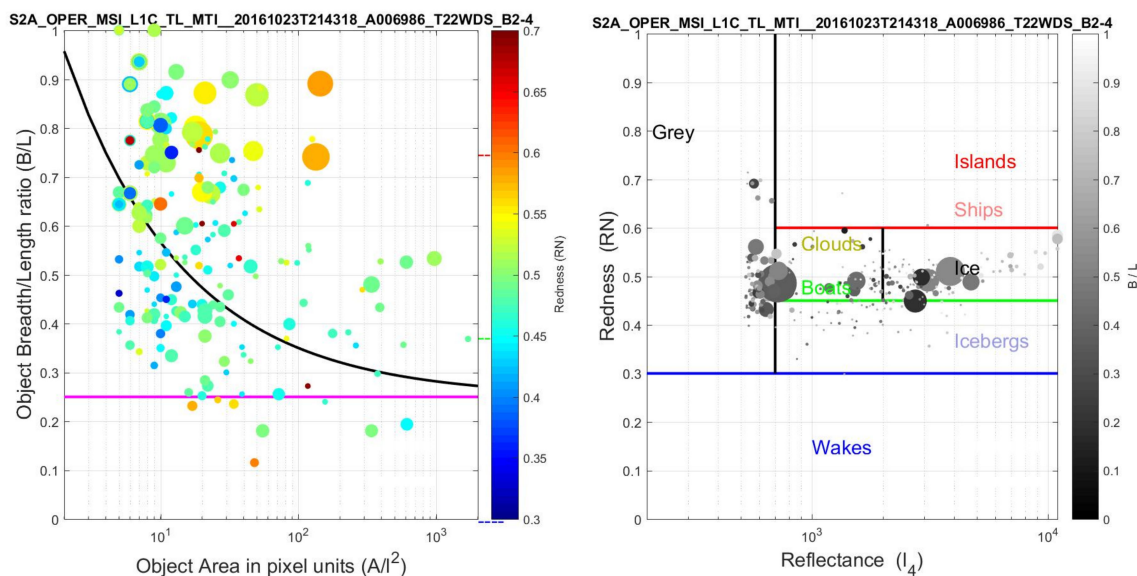 S2A_OPER_MSI_L1C_TL_MTI__20161023T214318_A006986_T22WDS_B2-4
Object Breadth/Length ratio (B/L)
1
0.9
0.8
0.7
0.6
0.5
0.4
0.3
0.2
0.1
0
10^1
10^2
10^3
Object Area in pixel units (A/l^2)
0.7
0.65
0.6
0.55
0.5
0.45
0.4
0.35
0.3
Redness (RN)
S2A_OPER_MSI_L1C_TL_MTI__20161023T214318_A006986_T22WDS_B2-4
Redness (RN)
1
0.9
0.8
0.7
0.6
0.5
0.4
0.3
0.2
0.1
0
Grey
Islands
Ships
Clouds
Ice
Boats
Icebergs
Wakes
10^3
10^4
Reflectance (I_4)
1
0.9
0.8
0.7
0.6
0.5
0.4
0.3
0.2
0.1
0
B / L